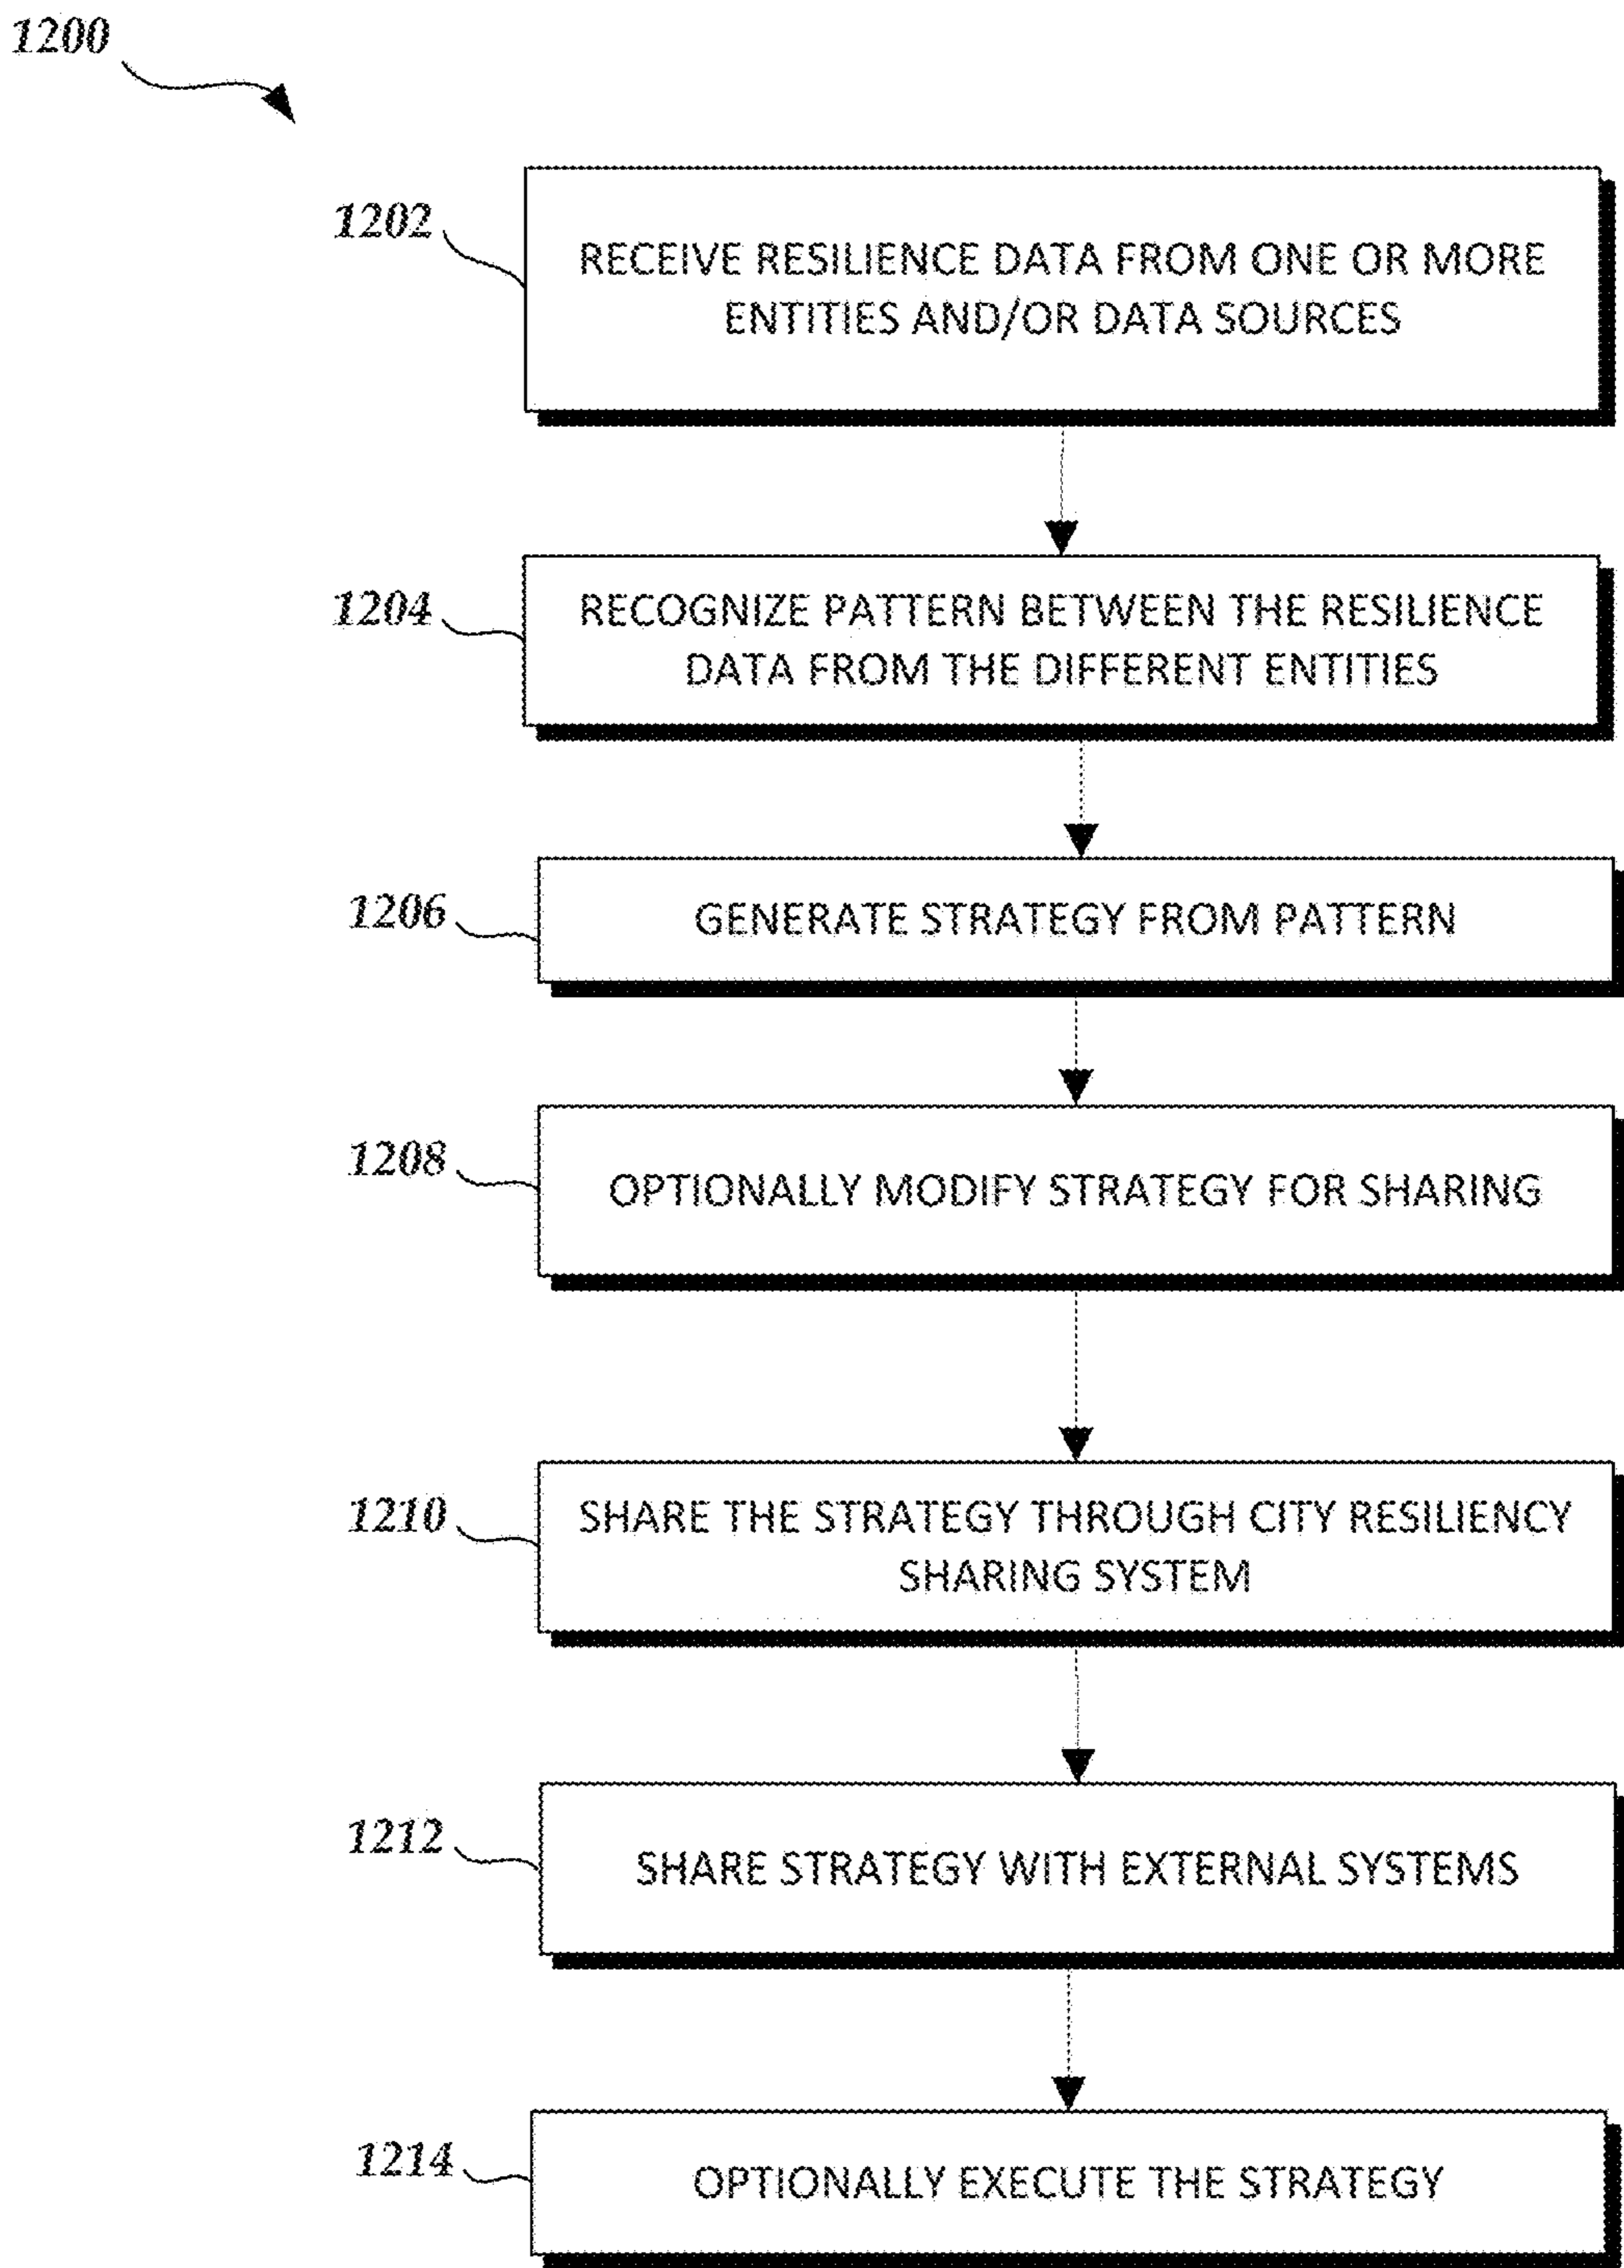 1200
1202
RECEIVE RESILIENCE DATA FROM ONE OR MORE
ENTITIES AND/OR DATA SOURCES
1204
RECOGNIZE PATTERN BETWEEN THE RESILIENCE
DATA FROM THE DIFFERENT ENTITIES
1206
GENERATE STRATEGY FROM PATTERN
1208
OPTIONALLY MODIFY STRATEGY FOR SHARING
1210
SHARE THE STRATEGY THROUGH CITY RESILIENCY
SHARING SYSTEM
1212
SHARE STRATEGY WITH EXTERNAL SYSTEMS
1214
OPTIONALLY EXECUTE THE STRATEGY